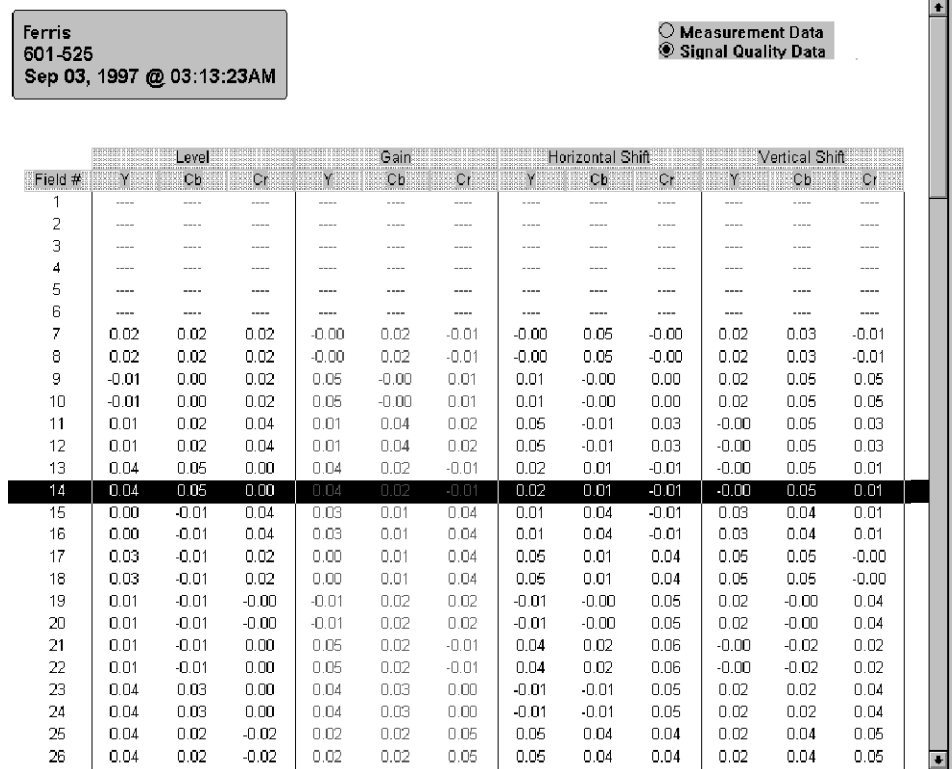 Ferris
601-525
Sep 03, 1997 @ 03:13:23AM
Measurement Data
Signal Quality Data
Level Gain Horizontal Shift Vertical Shift
Field # Y Cb Cr Y Cb Cr Y Cb Cr Y Cb Cr
1 ---- ---- ---- ---- ---- ---- ---- ---- ---- ---- ---- ----
2 ---- ---- ---- ---- ---- ---- ---- ---- ---- ---- ---- ----
3 ---- ---- ---- ---- ---- ---- ---- ---- ---- ---- ---- ----
4 ---- ---- ---- ---- ---- ---- ---- ---- ---- ---- ---- ----
5 ---- ---- ---- ---- ---- ---- ---- ---- ---- ---- ---- ----
6 ---- ---- ---- ---- ---- ---- ---- ---- ---- ---- ---- ----
7 0.02 0.02 0.02 -0.00 0.02 -0.01 -0.00 0.05 -0.00 0.02 0.03 -0.01
8 0.02 0.02 0.02 -0.00 0.02 -0.01 -0.00 0.05 -0.00 0.02 0.03 -0.01
9 -0.01 0.00 0.02 0.05 -0.00 0.01 0.01 -0.00 0.00 0.02 0.05 0.05
10 -0.01 0.00 0.02 0.05 -0.00 0.01 0.01 -0.00 0.00 0.02 0.05 0.05
11 0.01 0.02 0.04 0.01 0.04 0.02 0.05 -0.01 0.03 -0.00 0.05 0.03
12 0.01 0.02 0.04 0.01 0.04 0.02 0.05 -0.01 0.03 -0.00 0.05 0.03
13 0.04 0.05 0.00 0.04 0.02 -0.01 0.02 0.01 -0.01 -0.00 0.05 0.01
14 0.04 0.05 0.00 0.04 0.02 -0.01 0.02 0.01 -0.01 -0.00 0.05 0.01
15 0.00 -0.01 0.04 0.03 0.01 0.04 0.01 0.04 -0.01 0.03 0.04 0.01
16 0.00 -0.01 0.04 0.03 0.01 0.04 0.01 0.04 -0.01 0.03 0.04 0.01
17 0.03 -0.01 0.02 0.00 0.01 0.04 0.05 0.01 0.04 0.05 0.05 -0.00
18 0.03 -0.01 0.02 0.00 0.01 0.04 0.05 0.01 0.04 0.05 0.05 -0.00
19 0.01 -0.01 -0.00 -0.01 0.02 0.02 -0.01 -0.00 0.05 0.02 -0.00 0.04
20 0.01 -0.01 -0.00 -0.01 0.02 0.02 -0.01 -0.00 0.05 0.02 -0.00 0.04
21 0.01 -0.01 0.00 0.05 0.02 -0.01 0.04 0.02 0.06 -0.00 -0.02 0.02
22 0.01 -0.01 0.00 0.05 0.02 -0.01 0.04 0.02 0.06 -0.00 -0.02 0.02
23 0.04 0.03 0.00 0.04 0.03 0.00 -0.01 -0.01 0.05 0.02 0.02 0.04
24 0.04 0.03 0.00 0.04 0.03 0.00 -0.01 -0.01 0.05 0.02 0.02 0.04
25 0.04 0.02 -0.02 0.02 0.02 0.05 0.05 0.04 0.04 0.02 0.04 0.05
26 0.04 0.02 -0.02 0.02 0.02 0.05 0.05 0.04 0.04 0.02 0.04 0.05